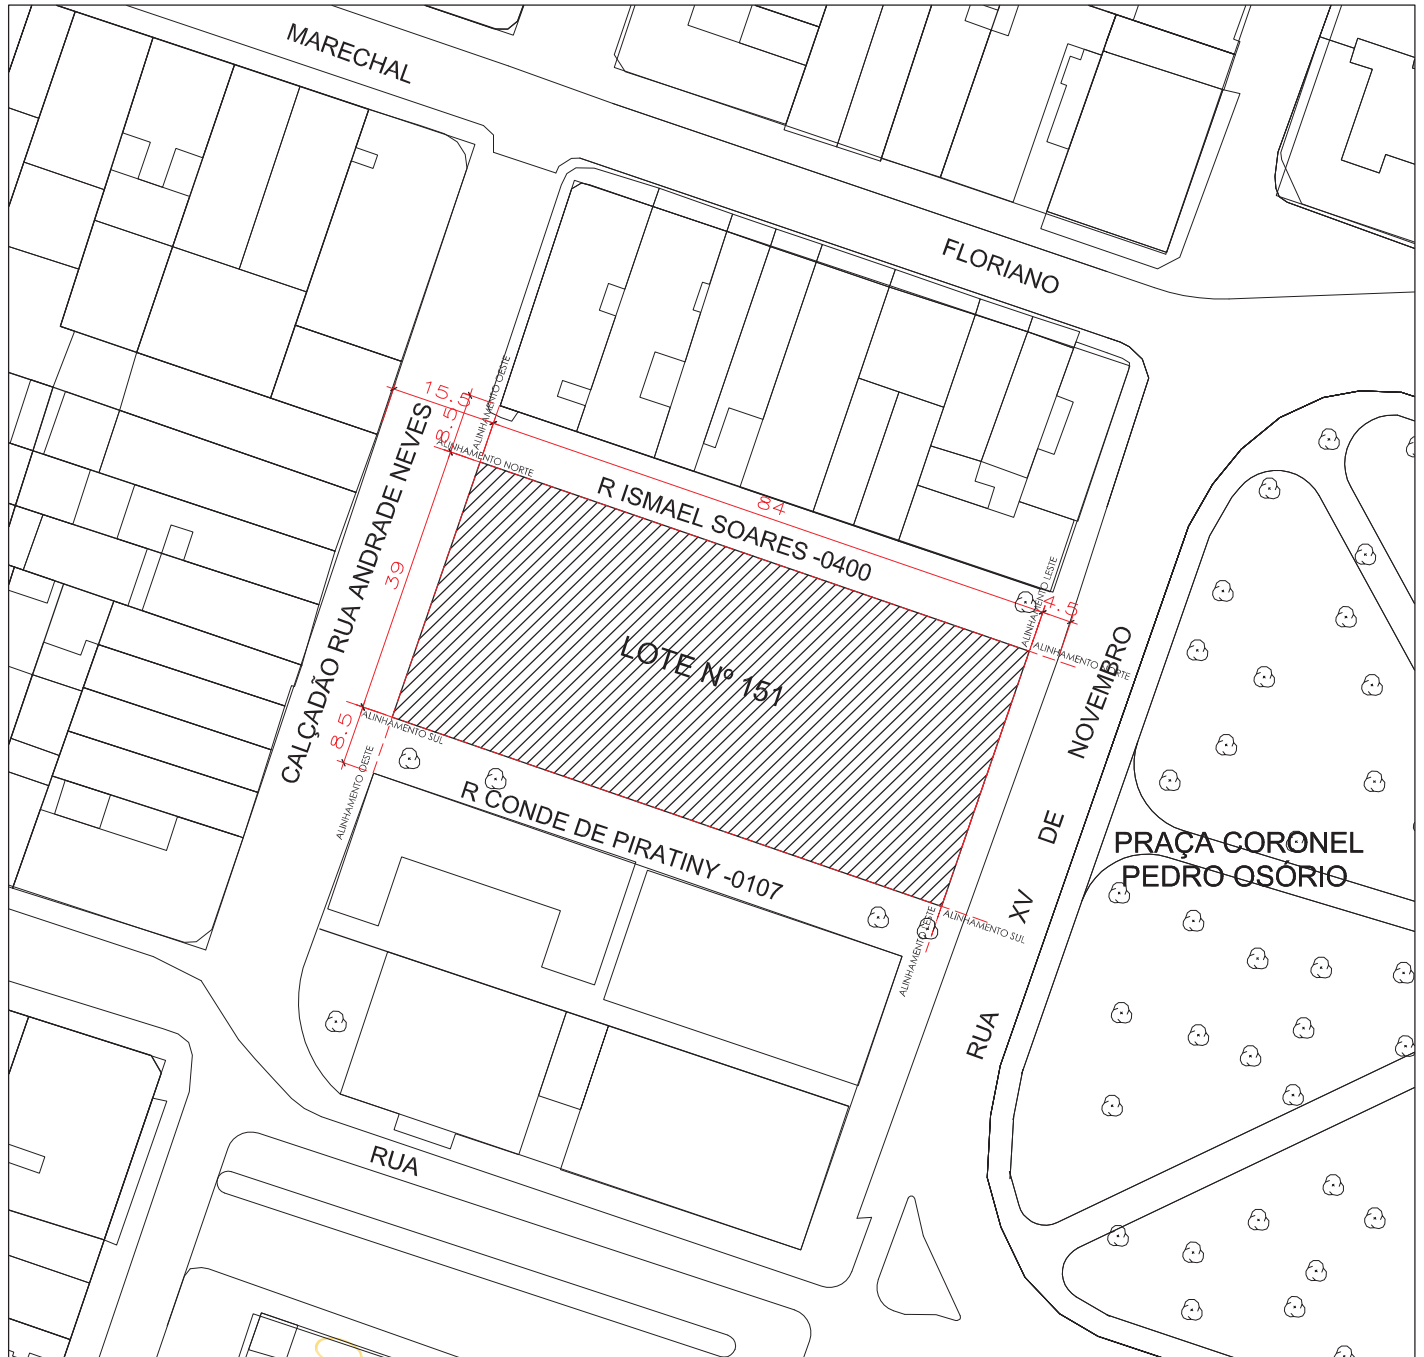 MARECHAL
FLORIANO
ALINHAMENTO OESTE
15.5
8.5
ALINHAMENTO NORTE
CALÇADÃO RUA ANDRADE NEVES
R ISMAEL SOARES -0400
84
39
ALINHAMENTO LESTE
4.5
ALINHAMENTO NORTE
LOTE Nº 151
8.5
ALINHAMENTO SUL
ALINHAMENTO OESTE
R CONDE DE PIRATINY -0107
RUA XV DE NOVEMBRO
PRAÇA CORONEL
PEDRO OSÓRIO
ALINHAMENTO LESTE
ALINHAMENTO SUL
RUA